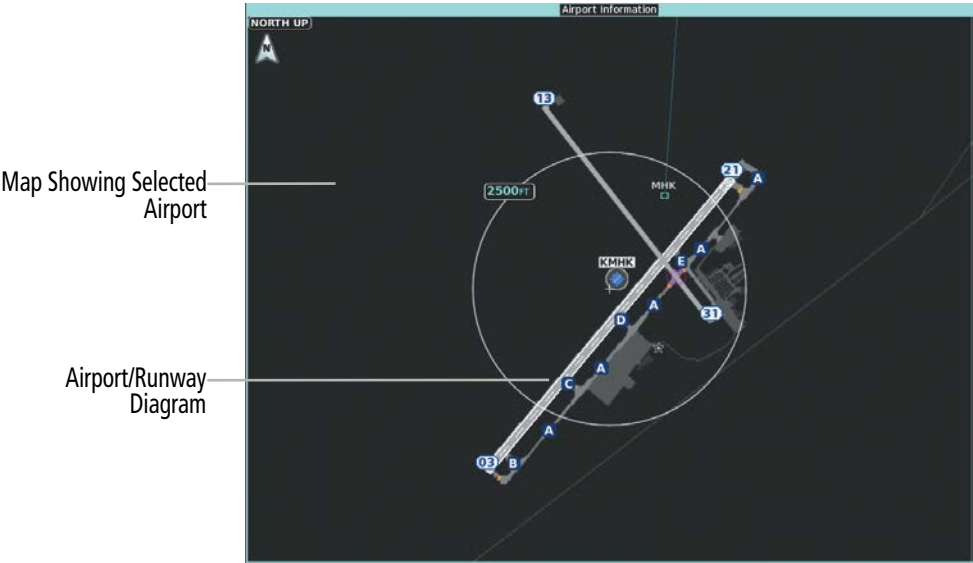 Airport Information
NORTH UP
N
13
21
A
2500FT
MHK
Map Showing Selected
Airport
A
E
KMHK
A
31
D
Airport/Runway
Diagram
A
C
A
03
B